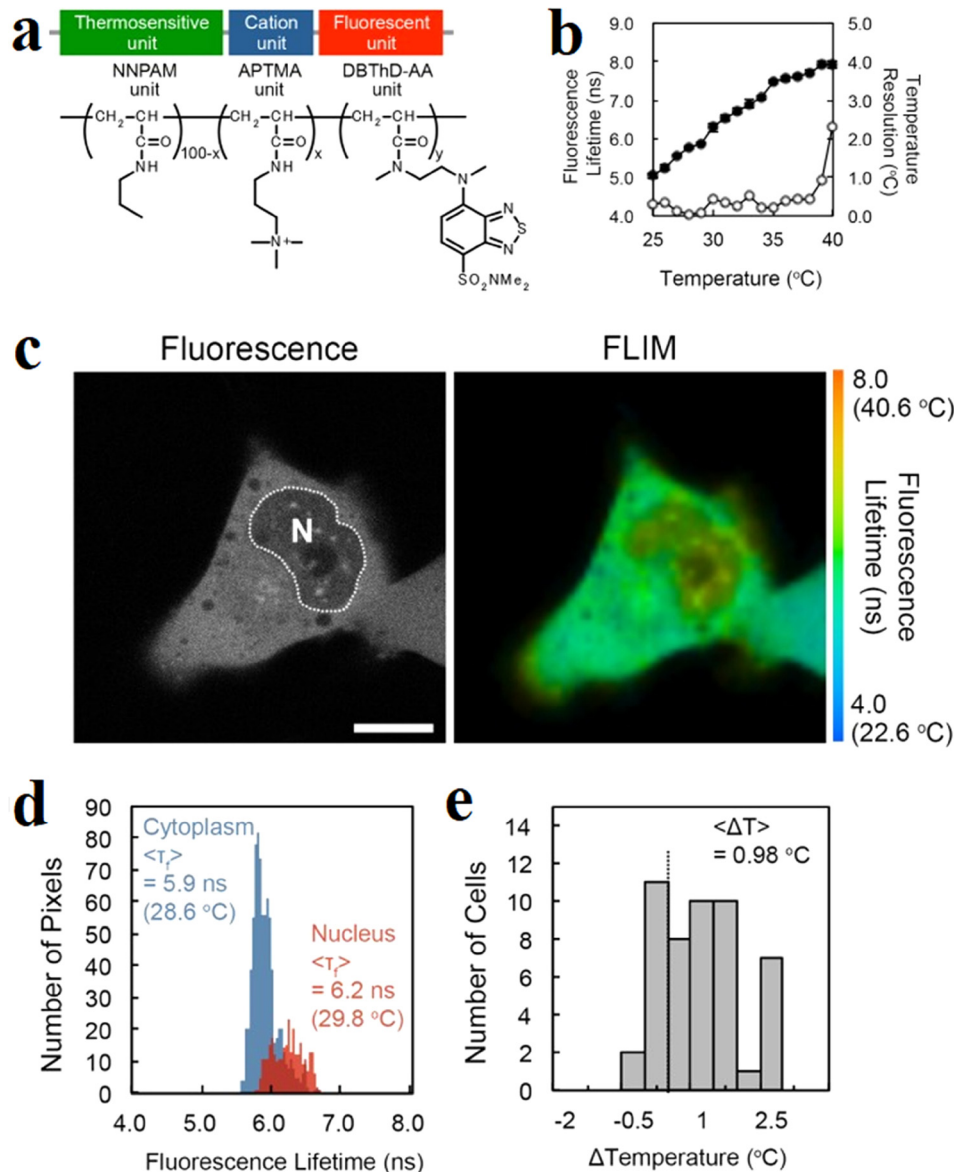 a
Thermosensitive
unit
Cation
unit
Fluorescent
unit
NNPAM
unit
APTMA
unit
DBThD-AA
unit
CH2 CH
C=O
NH
100-x
CH2 CH
C=O
NH
x
N+
CH2 CH
C=O
N
y
N
N
S
N
SO2NMe2
b
Fluorescence
Lifetime (ns)
9.0
8.0
7.0
6.0
5.0
4.0
5.0
4.0
3.0
2.0
1.0
0.0
Temperature
Resolution (°C)
25 30 35 40
Temperature (°C)
c
Fluorescence
FLIM
N
8.0
(40.6 °C)
Fluorescence
Lifetime (ns)
4.0
(22.6 °C)
d
Number of Pixels
90
80
70
60
50
40
30
20
10
0
Cytoplasm
<τf>
= 5.9 ns
(28.6 °C)
Nucleus
<τf>
= 6.2 ns
(29.8 °C)
4.0 5.0 6.0 7.0 8.0
Fluorescence Lifetime (ns)
e
Number of Cells
14
12
10
8
6
4
2
0
<ΔT>
= 0.98 °C
-2 -0.5 1 2.5
ΔTemperature (°C)